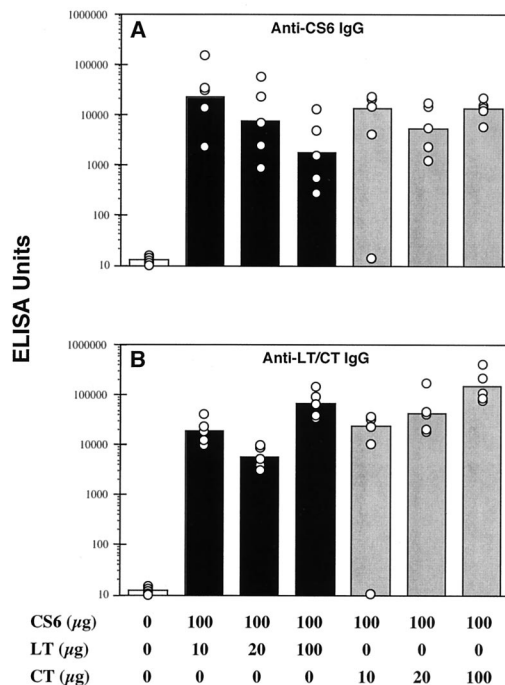 ELISA Units
A
Anti-CS6 IgG
1000000
100000
10000
1000
100
10
B
Anti-LT/CT IgG
1000000
100000
10000
1000
100
10
CS6 (µg) 0 100 100 100 100 100 100
LT (µg) 0 10 20 100 0 0 0
CT (µg) 0 0 0 0 10 20 100